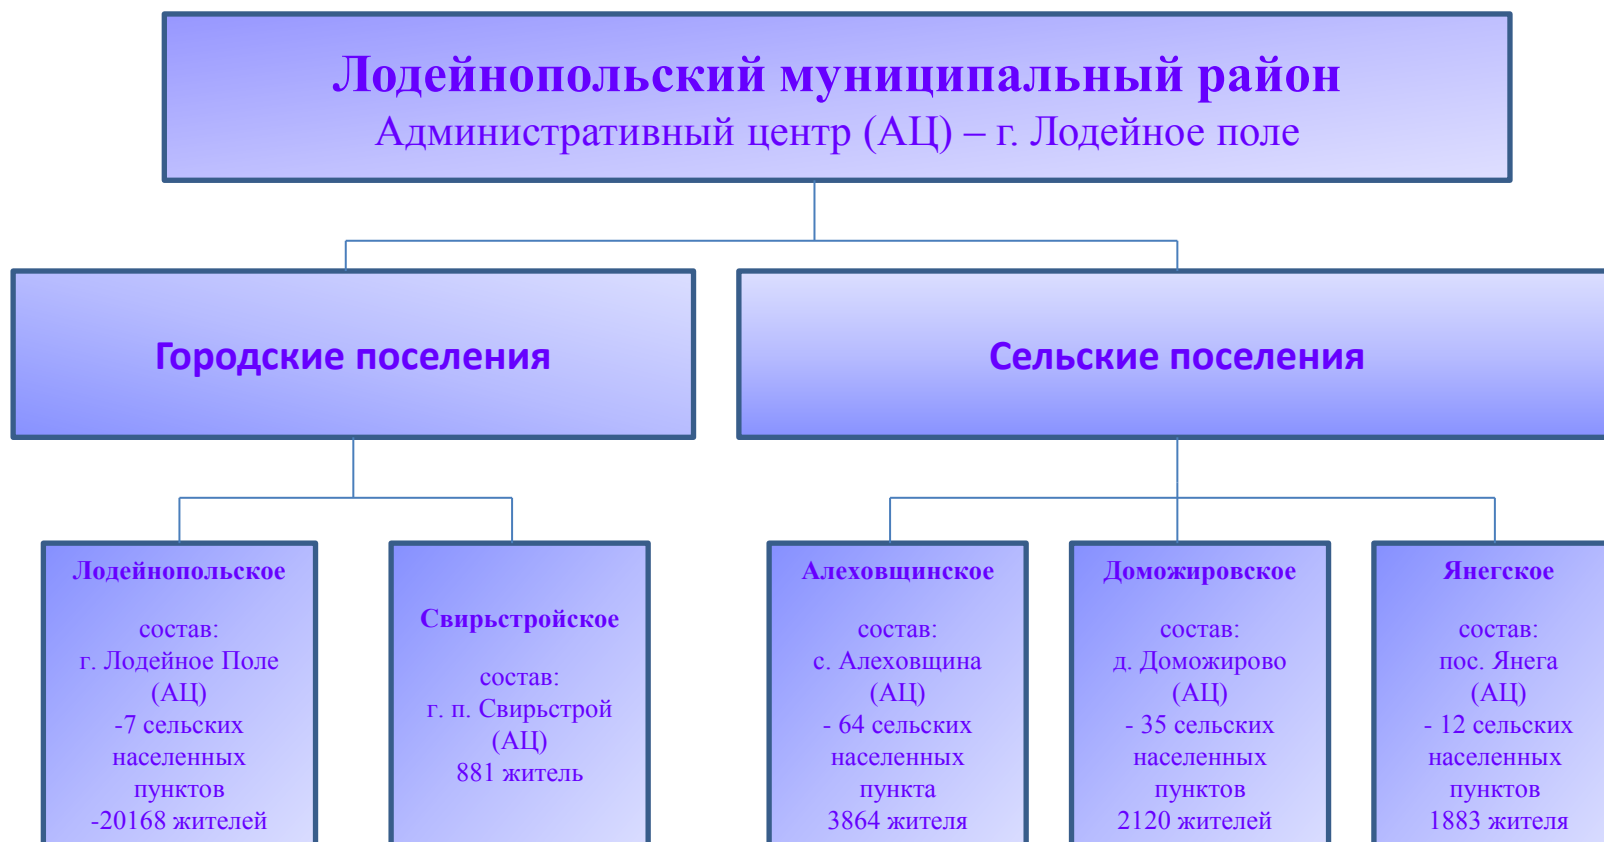 Лодейнопольский муниципальный район
Административный центр (АЦ) – г. Лодейное поле
Городские поселения
Сельские поселения
Лодейнопольское
состав:
г. Лодейное Поле
(АЦ)
-7 сельских
населенных
пунктов
-20168 жителей
Свирьстройское
состав:
г. п. Свирьстрой
(АЦ)
881 житель
Алеховщинское
состав:
с. Алеховщина
(АЦ)
- 64 сельских
населенных
пункта
3864 жителя
Доможировское
состав:
д. Доможирово
(АЦ)
- 35 сельских
населенных
пунктов
2120 жителей
Янегское
состав:
пос. Янега
(АЦ)
- 12 сельских
населенных
пунктов
1883 жителя